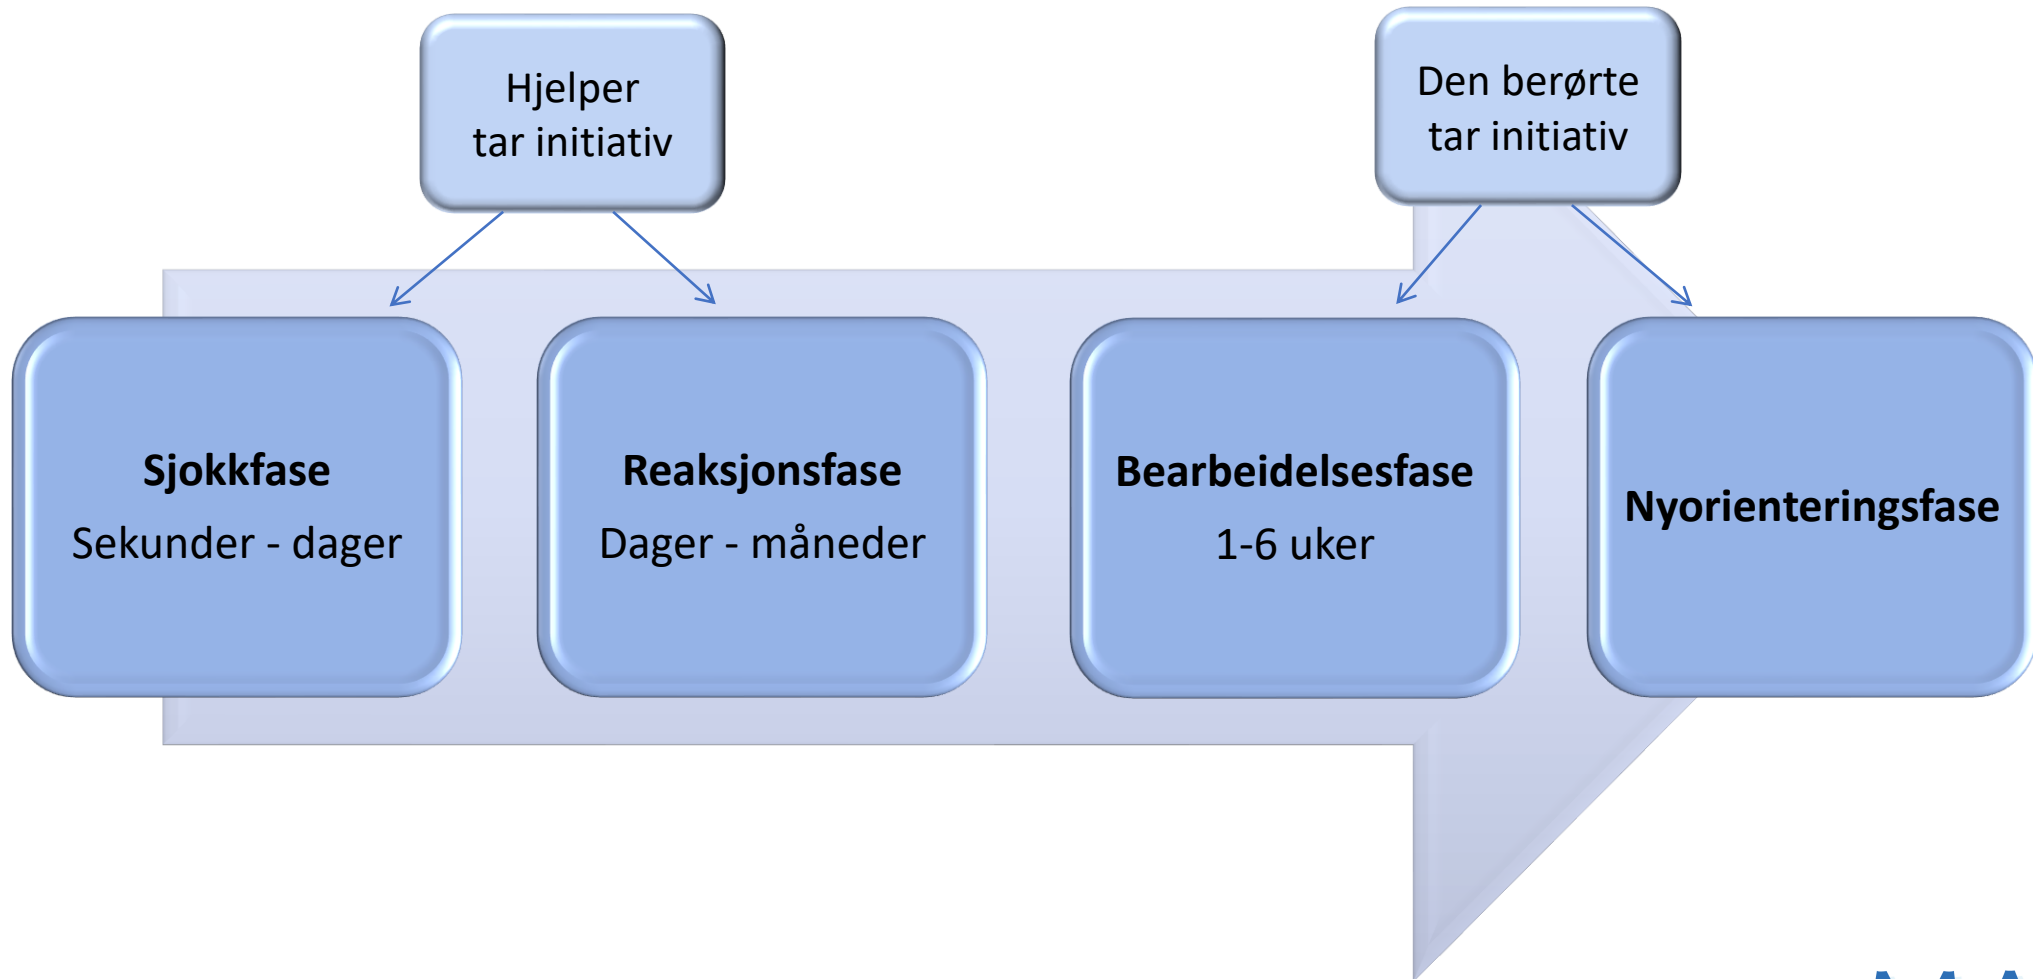 Hjelper
tar initiativ
Den berørte
tar initiativ
Sjokkfase
Sekunder - dager
Reaksjonsfase
Dager - måneder
Bearbeidelsesfase
1-6 uker
Nyorienteringsfase